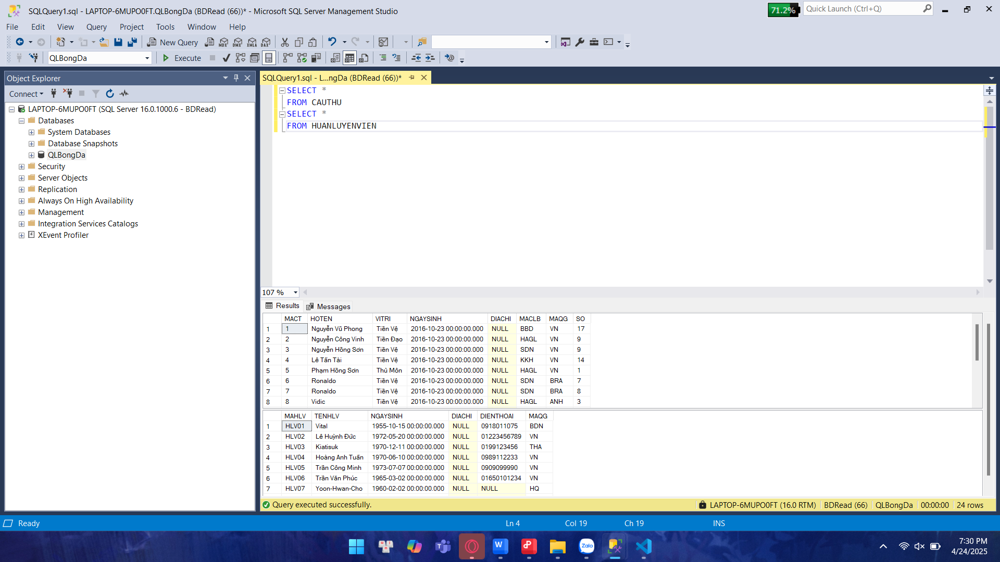 SQLQuery1.sql - LAPTOP-6MUPO0FT.QLBongDa (BDRead (66))* - Microsoft SQL Server Management Studio
71.2%
Quick Launch (Ctrl+Q)
File Edit View Query Project Tools Window Help
New Query
MDX DMX XMLA DAX
QLBongDa
Execute
Object Explorer
SQLQuery1.sql - L...ngDa (BDRead (66))*
Connect
LAPTOP-6MUPO0FT (SQL Server 16.0.1000.6 - BDRead)
Databases
System Databases
Database Snapshots
QLBongDa
Security
Server Objects
Replication
Always On High Availability
Management
Integration Services Catalogs
XEvent Profiler
SELECT *
FROM CAUTHU
SELECT *
FROM HUANLUYENVIEN
107 %
Results Messages
MACT HOTEN VITRI NGAYSINH DIACHI MACLB MAQG SO
1 1 Nguyễn Vũ Phong Tiền Vệ 2016-10-23 00:00:00.000 NULL BBD VN 17
2 2 Nguyễn Công Vinh Tiền Đạo 2016-10-23 00:00:00.000 NULL HAGL VN 9
3 3 Nguyễn Hồng Sơn Tiền Vệ 2016-10-23 00:00:00.000 NULL SDN VN 9
4 4 Lê Tấn Tài Tiền Vệ 2016-10-23 00:00:00.000 NULL KKH VN 14
5 5 Phạm Hồng Sơn Thủ Môn 2016-10-23 00:00:00.000 NULL HAGL VN 1
6 6 Ronaldo Tiền Vệ 2016-10-23 00:00:00.000 NULL SDN BRA 7
7 7 Ronaldo Tiền Vệ 2016-10-23 00:00:00.000 NULL SDN BRA 8
8 8 Vidic Tiền Vệ 2016-10-23 00:00:00.000 NULL HAGL ANH 3
MAHLV TENHLV NGAYSINH DIACHI DIENTHOAI MAQG
1 HLV01 Vital 1955-10-15 00:00:00.000 NULL 0918011075 BDN
2 HLV02 Lê Huỳnh Đức 1972-05-20 00:00:00.000 NULL 01223456789 VN
3 HLV03 Kiatisuk 1970-12-11 00:00:00.000 NULL 0199123456 THA
4 HLV04 Hoàng Anh Tuấn 1970-06-10 00:00:00.000 NULL 0989112233 VN
5 HLV05 Trần Công Minh 1973-07-07 00:00:00.000 NULL 0909099990 VN
6 HLV06 Trần Văn Phúc 1965-03-02 00:00:00.000 NULL 01650101234 VN
7 HLV07 Yoon-Hwan-Cho 1960-02-02 00:00:00.000 NULL NULL HQ
Query executed successfully. LAPTOP-6MUPO0FT (16.0 RTM) BDRead (66) QLBongDa 00:00:00 24 rows
Ready Ln 4 Col 19 Ch 19 INS
Zalo
7:30 PM
4/24/2025